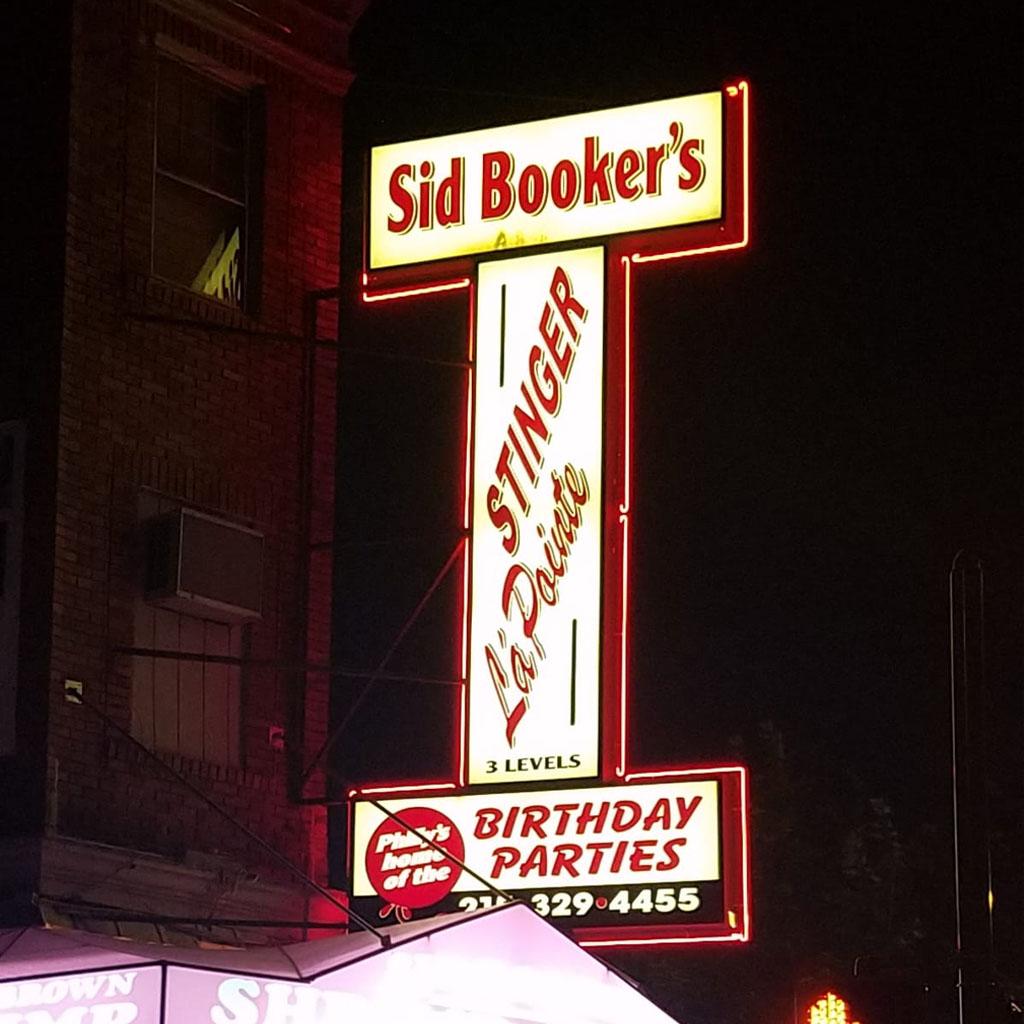 Sid Booker's
STINGER
La Pointe
3 LEVELS
Philly's
home
of the
BIRTHDAY
PARTIES
329•4455